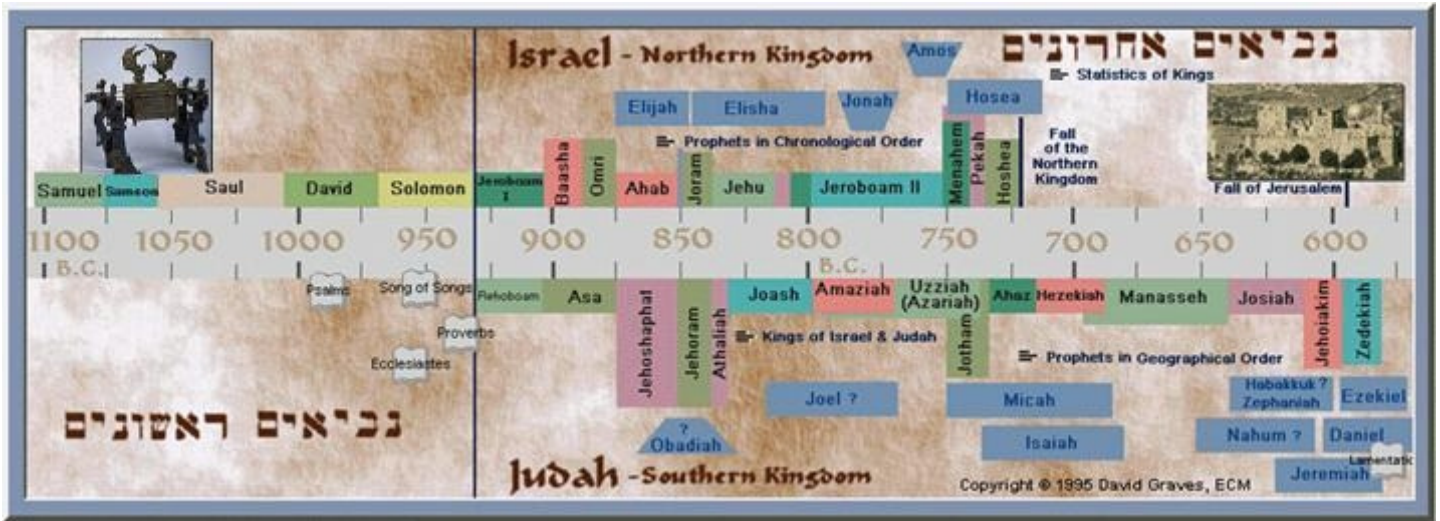 Israel - Northern Kingdom
Amos
נביאים אחרונים
Statistics of Kings
Elijah
Elisha
Jonah
Hosea
Prophets in Chronological Order
Fall
of the
Northern
Kingdom
Fall of Jerusalem
Samuel
Samson
Saul
David
Solomon
Jeroboam
I
Baasha
Omri
Ahab
Joram
Jehu
Jeroboam II
Menahem
Pekah
Hoshea
1100
1050
1000
950
900
850
800
750
700
650
600
B.C.
B.C.
Psalms
Song of Songs
Proverbs
Ecclesiastes
Rehoboam
Asa
Jehoshaphat
Jehoram
Athaliah
Joash
Amaziah
Uzziah
(Azariah)
Jotham
Ahaz
Hezekiah
Manasseh
Josiah
Jehoiakim
Zedekiah
Kings of Israel & Judah
Prophets in Geographical Order
נביאים ראשונים
?
Obadiah
Joel ?
Micah
Isaiah
Habakkuk ?
Zephaniah
Ezekiel
Nahum ?
Daniel
Lamentatic
Jeremiah
Judah - Southern Kingdom
Copyright © 1995 David Graves, ECM